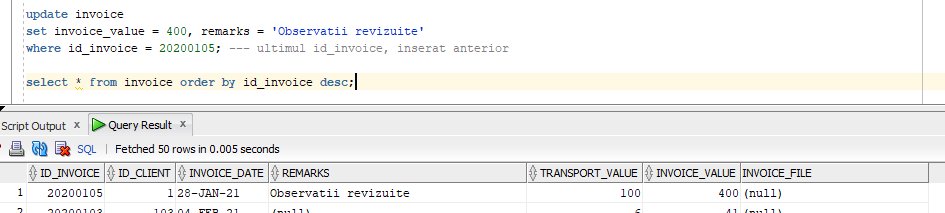 update invoice
set invoice_value = 400, remarks = 'Observatii revizuite'
where id_invoice = 20200105; --- ultimul id_invoice, inserat anterior
select * from invoice order by id_invoice desc;
Script Output x Query Result x
SQL Fetched 50 rows in 0.005 seconds
ID_INVOICE ID_CLIENT INVOICE_DATE REMARKS TRANSPORT_VALUE INVOICE_VALUE INVOICE_FILE
1 20200105 1 28-JAN-21 Observatii revizuite 100 400 (null)
2 20200103 103 04-FEB-21 (null) 6 41 (null)